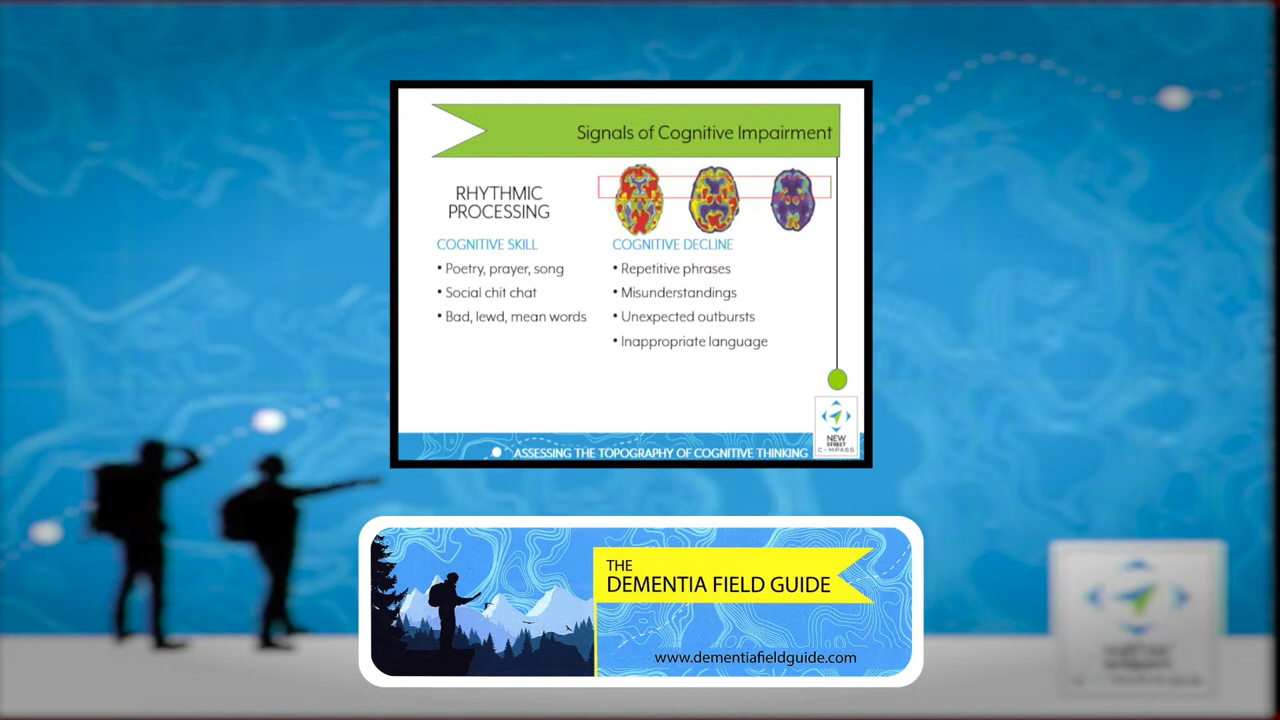 Signals of Cognitive Impairment
RHYTHMIC
PROCESSING
COGNITIVE SKILL
• Poetry, prayer, song
• Social chit chat
• Bad, lewd, mean words
COGNITIVE DECLINE
• Repetitive phrases
• Misunderstandings
• Unexpected outbursts
• Inappropriate language
NEW
STREET
COMPASS
ASSESSING THE TOPOGRAPHY OF COGNITIVE THINKING
THE
DEMENTIA FIELD GUIDE
www.dementiafieldguide.com